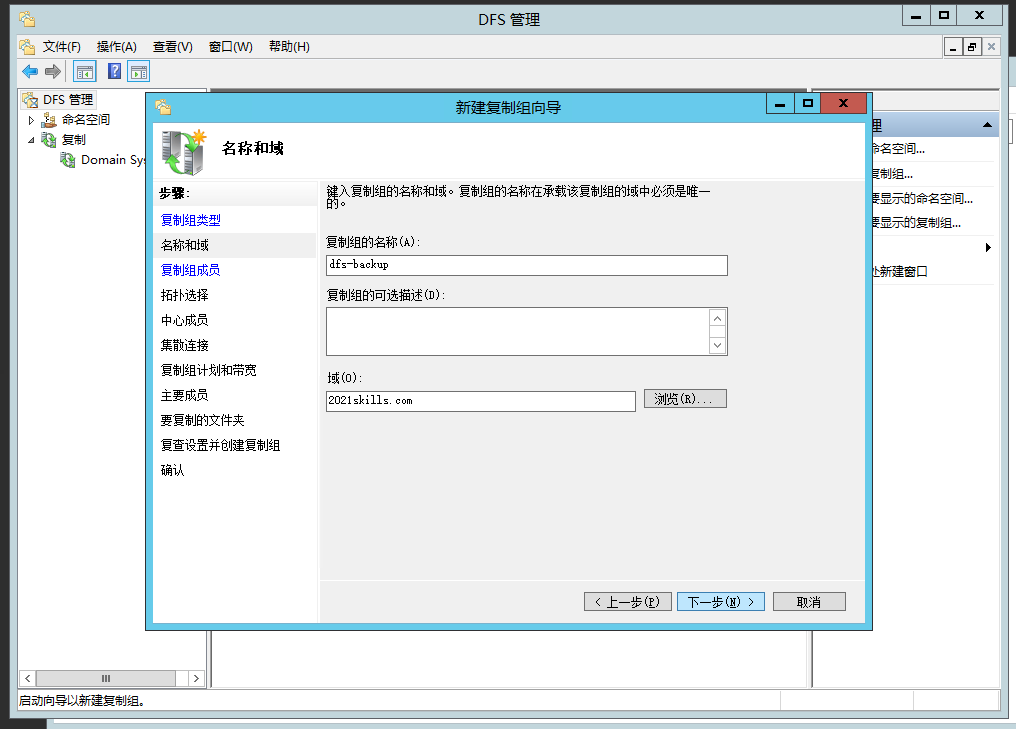 DFS 管理
文件(F) 操作(A) 查看(V) 窗口(W) 帮助(H)
DFS 管理
命名空间
复制
Domain Sys
新建复制组向导
名称和域
步骤:
复制组类型
名称和域
复制组成员
拓扑选择
中心成员
集散连接
复制组计划和带宽
主要成员
要复制的文件夹
复查设置并创建复制组
确认
键入复制组的名称和域。复制组的名称在承载该复制组的域中必须是唯一
的。
复制组的名称(A):
dfs-backup
复制组的可选描述(D):
域(O):
2021skills.com
浏览(R)...
< 上一步(P)
下一步(N) >
取消
理
命名空间...
复制组...
要显示的命名空间...
要显示的复制组...
新建窗口
启动向导以新建复制组。